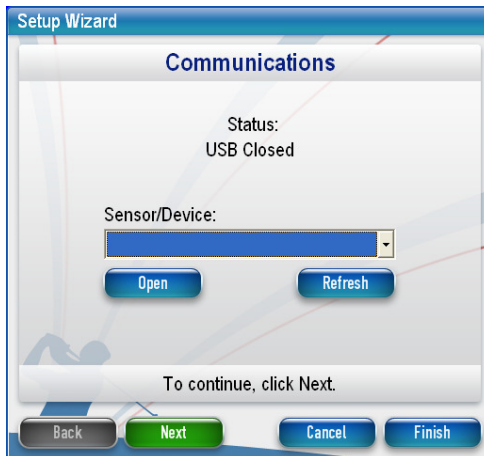 Setup Wizard
Communications
Status:
USB Closed
Sensor/Device:
Open Refresh
To continue, click Next.
Back Next Cancel Finish